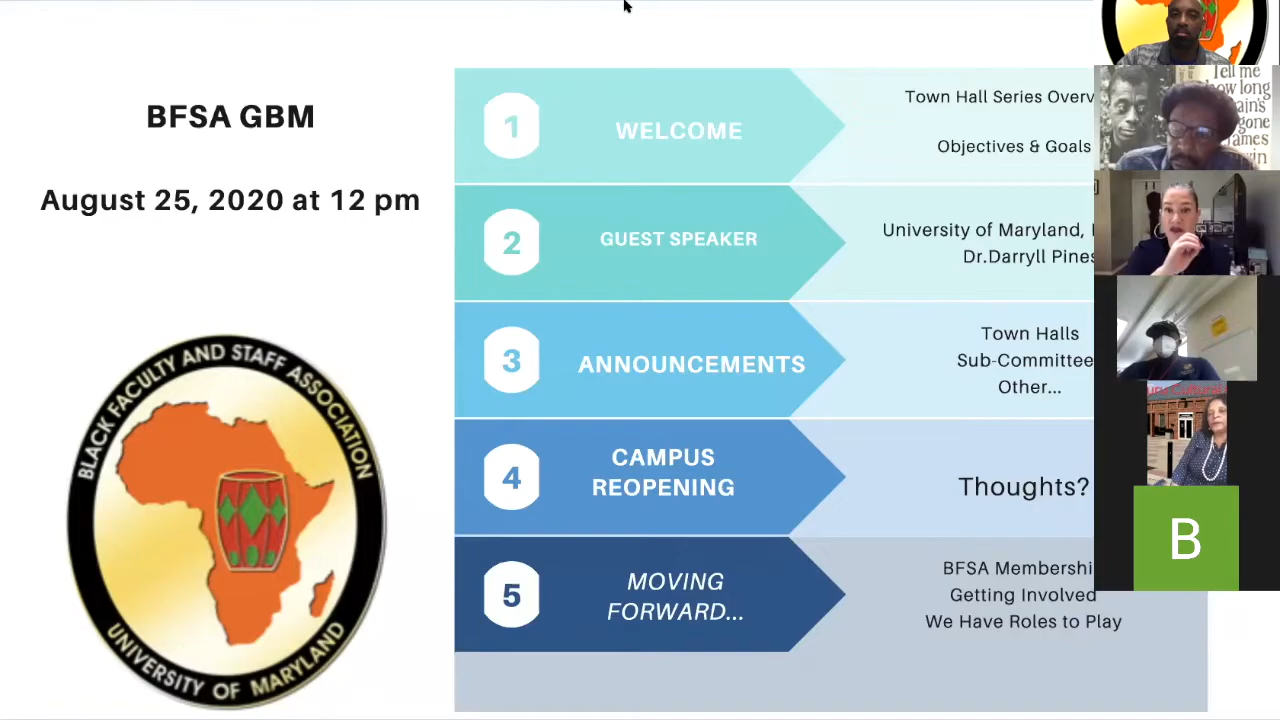 BFSA GBM
August 25, 2020 at 12 pm
BLACK FACULTY AND STAFF ASSOCIATION
UNIVERSITY OF MARYLAND
1
WELCOME
Town Hall Series Overv
Objectives & Goals
2
GUEST SPEAKER
University of Maryland,
Dr.Darryll Pines
3
ANNOUNCEMENTS
Town Halls
Sub-Committee
Other...
4
CAMPUS
REOPENING
Thoughts?
5
MOVING
FORWARD...
BFSA Membershi
Getting Involved
We Have Roles to Play
Tell me
how long
gone
B